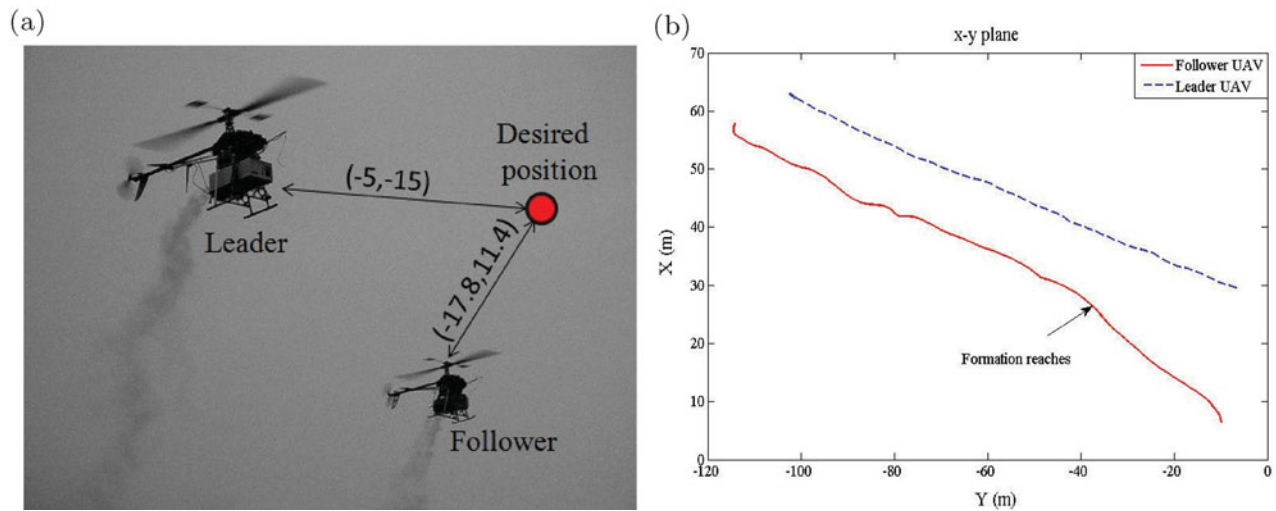 (a)
Desired
position
(-5,-15)
Leader
(-17.8,11.4)
Follower
(b)
x-y plane
Follower UAV
Leader UAV
70
60
50
40
30
20
10
0
X (m)
Formation reaches
-120 -100 -80 -60 -40 -20 0
Y (m)